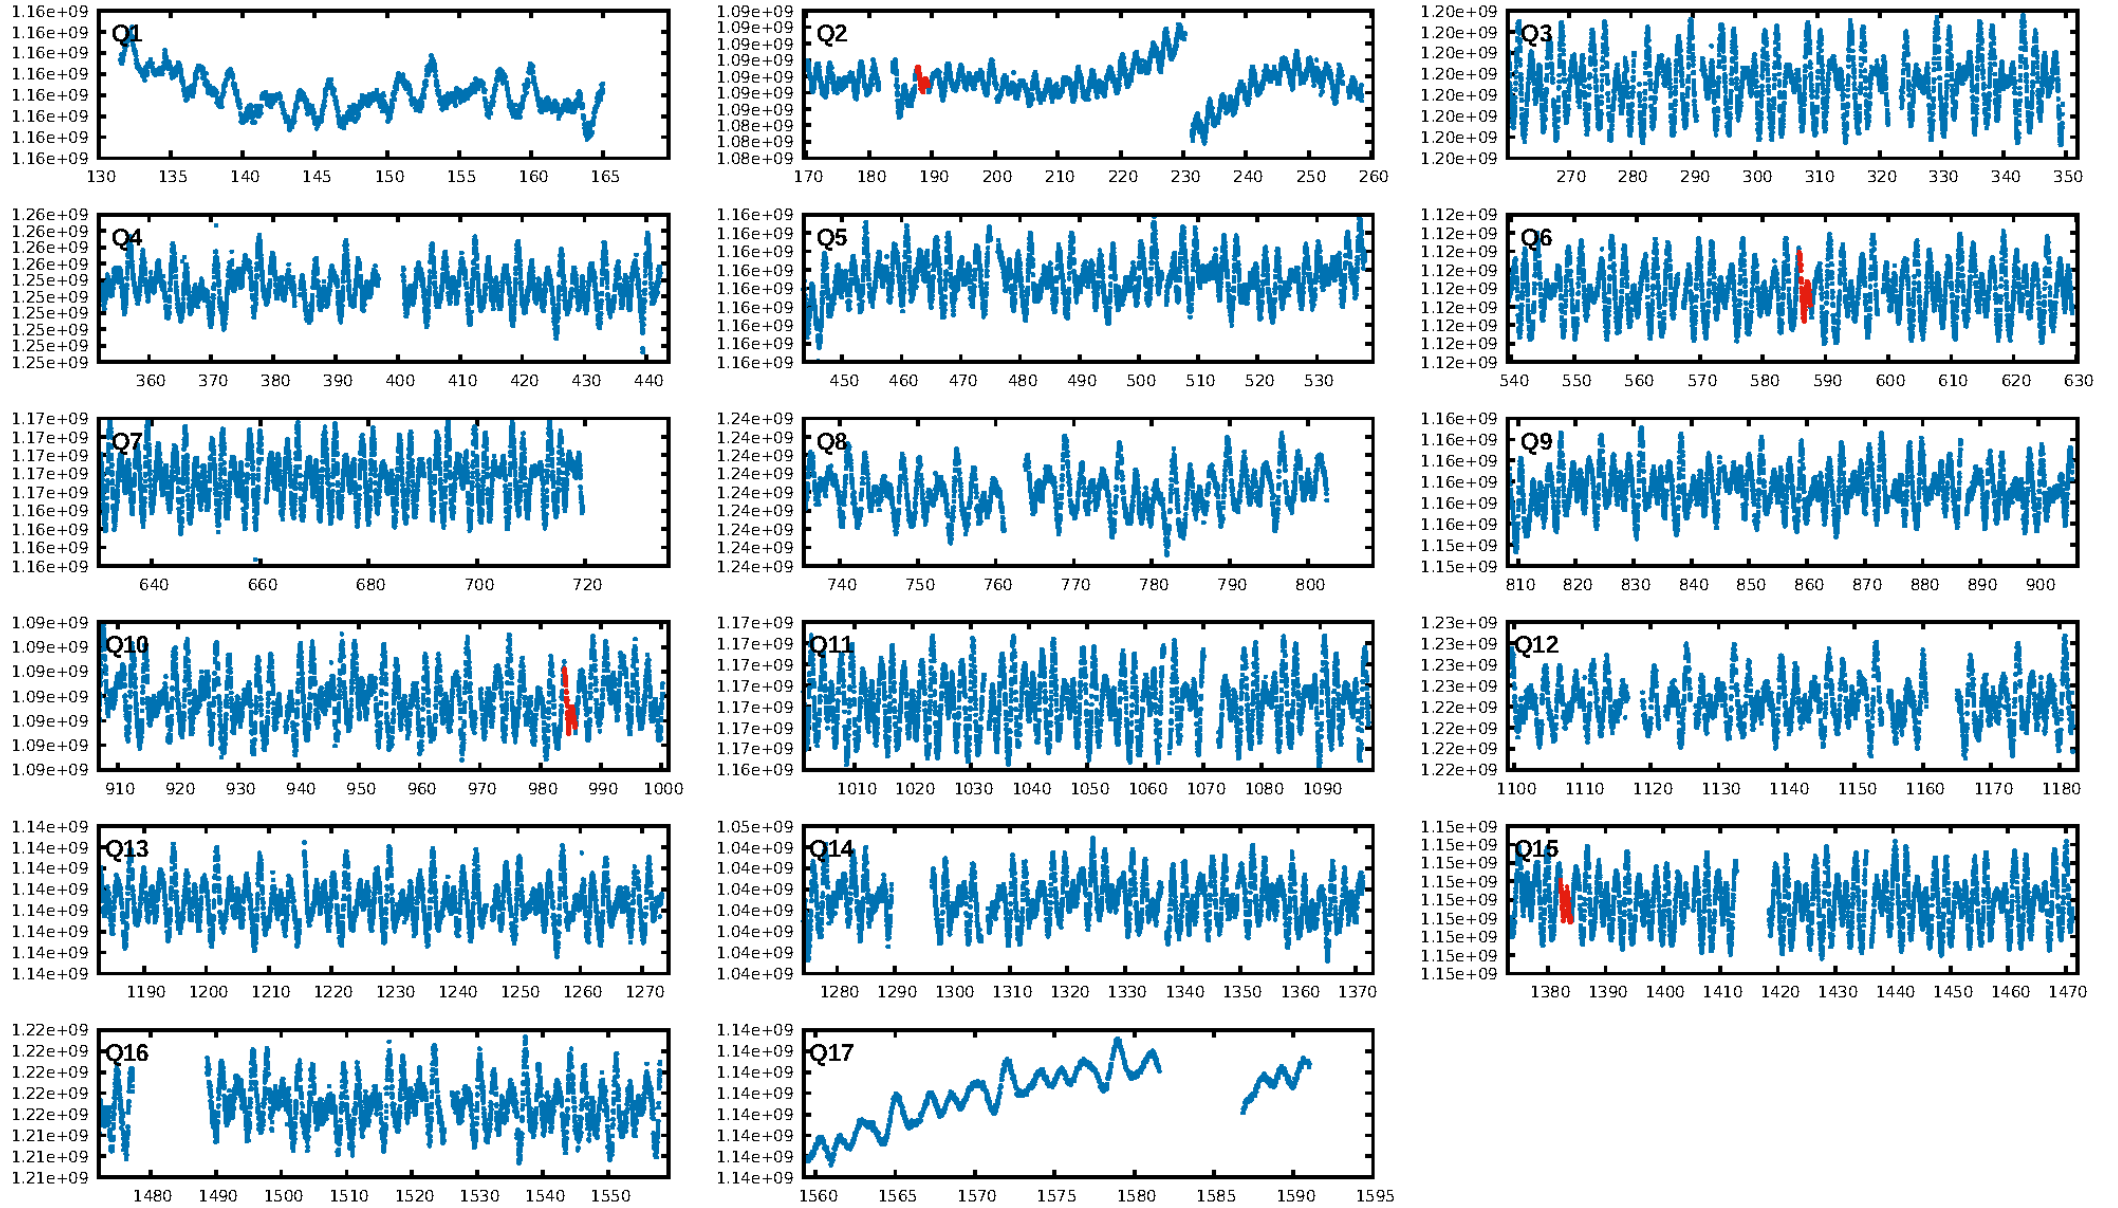 1.16e+09
1.16e+09
1.16e+09
1.16e+09
1.16e+09
1.16e+09
1.16e+09
1.16e+09
Q1
130 135 140 145 150 155 160 165
1.09e+09
1.09e+09
1.09e+09
1.09e+09
1.09e+09
1.09e+09
1.09e+09
1.08e+09
1.08e+09
1.08e+09
Q2
170 180 190 200 210 220 230 240 250 260
1.20e+09
1.20e+09
1.20e+09
1.20e+09
1.20e+09
1.20e+09
1.20e+09
1.20e+09
Q3
270 280 290 300 310 320 330 340 350
1.26e+09
1.26e+09
1.26e+09
1.26e+09
1.25e+09
1.25e+09
1.25e+09
1.25e+09
1.25e+09
1.25e+09
Q4
360 370 380 390 400 410 420 430 440
1.16e+09
1.16e+09
1.16e+09
1.16e+09
1.16e+09
1.16e+09
1.16e+09
1.16e+09
1.16e+09
Q5
450 460 470 480 490 500 510 520 530
1.12e+09
1.12e+09
1.12e+09
1.12e+09
1.12e+09
1.12e+09
1.12e+09
1.12e+09
1.12e+09
Q6
540 550 560 570 580 590 600 610 620 630
1.17e+09
1.17e+09
1.17e+09
1.17e+09
1.17e+09
1.16e+09
1.16e+09
1.16e+09
1.16e+09
Q7
640 660 680 700 720
1.24e+09
1.24e+09
1.24e+09
1.24e+09
1.24e+09
1.24e+09
1.24e+09
1.24e+09
1.24e+09
Q8
740 750 760 770 780 790 800
1.16e+09
1.16e+09
1.16e+09
1.16e+09
1.16e+09
1.16e+09
1.15e+09
1.15e+09
Q9
810 820 830 840 850 860 870 880 890 900
1.09e+09
1.09e+09
1.09e+09
1.09e+09
1.09e+09
1.09e+09
1.09e+09
Q10
910 920 930 940 950 960 970 980 990 1000
1.17e+09
1.17e+09
1.17e+09
1.17e+09
1.17e+09
1.17e+09
1.17e+09
1.16e+09
Q11
1010 1020 1030 1040 1050 1060 1070 1080 1090
1.23e+09
1.23e+09
1.23e+09
1.23e+09
1.22e+09
1.22e+09
1.22e+09
1.22e+09
Q12
1100 1110 1120 1130 1140 1150 1160 1170 1180
1.14e+09
1.14e+09
1.14e+09
1.14e+09
1.14e+09
1.14e+09
1.14e+09
1.14e+09
Q13
1190 1200 1210 1220 1230 1240 1250 1260 1270
1.05e+09
1.04e+09
1.04e+09
1.04e+09
1.04e+09
1.04e+09
1.04e+09
1.04e+09
Q14
1280 1290 1300 1310 1320 1330 1340 1350 1360 1370
1.15e+09
1.15e+09
1.15e+09
1.15e+09
1.15e+09
1.15e+09
1.15e+09
1.15e+09
1.15e+09
Q15
1380 1390 1400 1410 1420 1430 1440 1450 1460 1470
1.22e+09
1.22e+09
1.22e+09
1.22e+09
1.22e+09
1.21e+09
1.21e+09
1.21e+09
Q16
1480 1490 1500 1510 1520 1530 1540 1550
1.14e+09
1.14e+09
1.14e+09
1.14e+09
1.14e+09
1.14e+09
1.14e+09
1.14e+09
Q17
1560 1565 1570 1575 1580 1585 1590 1595